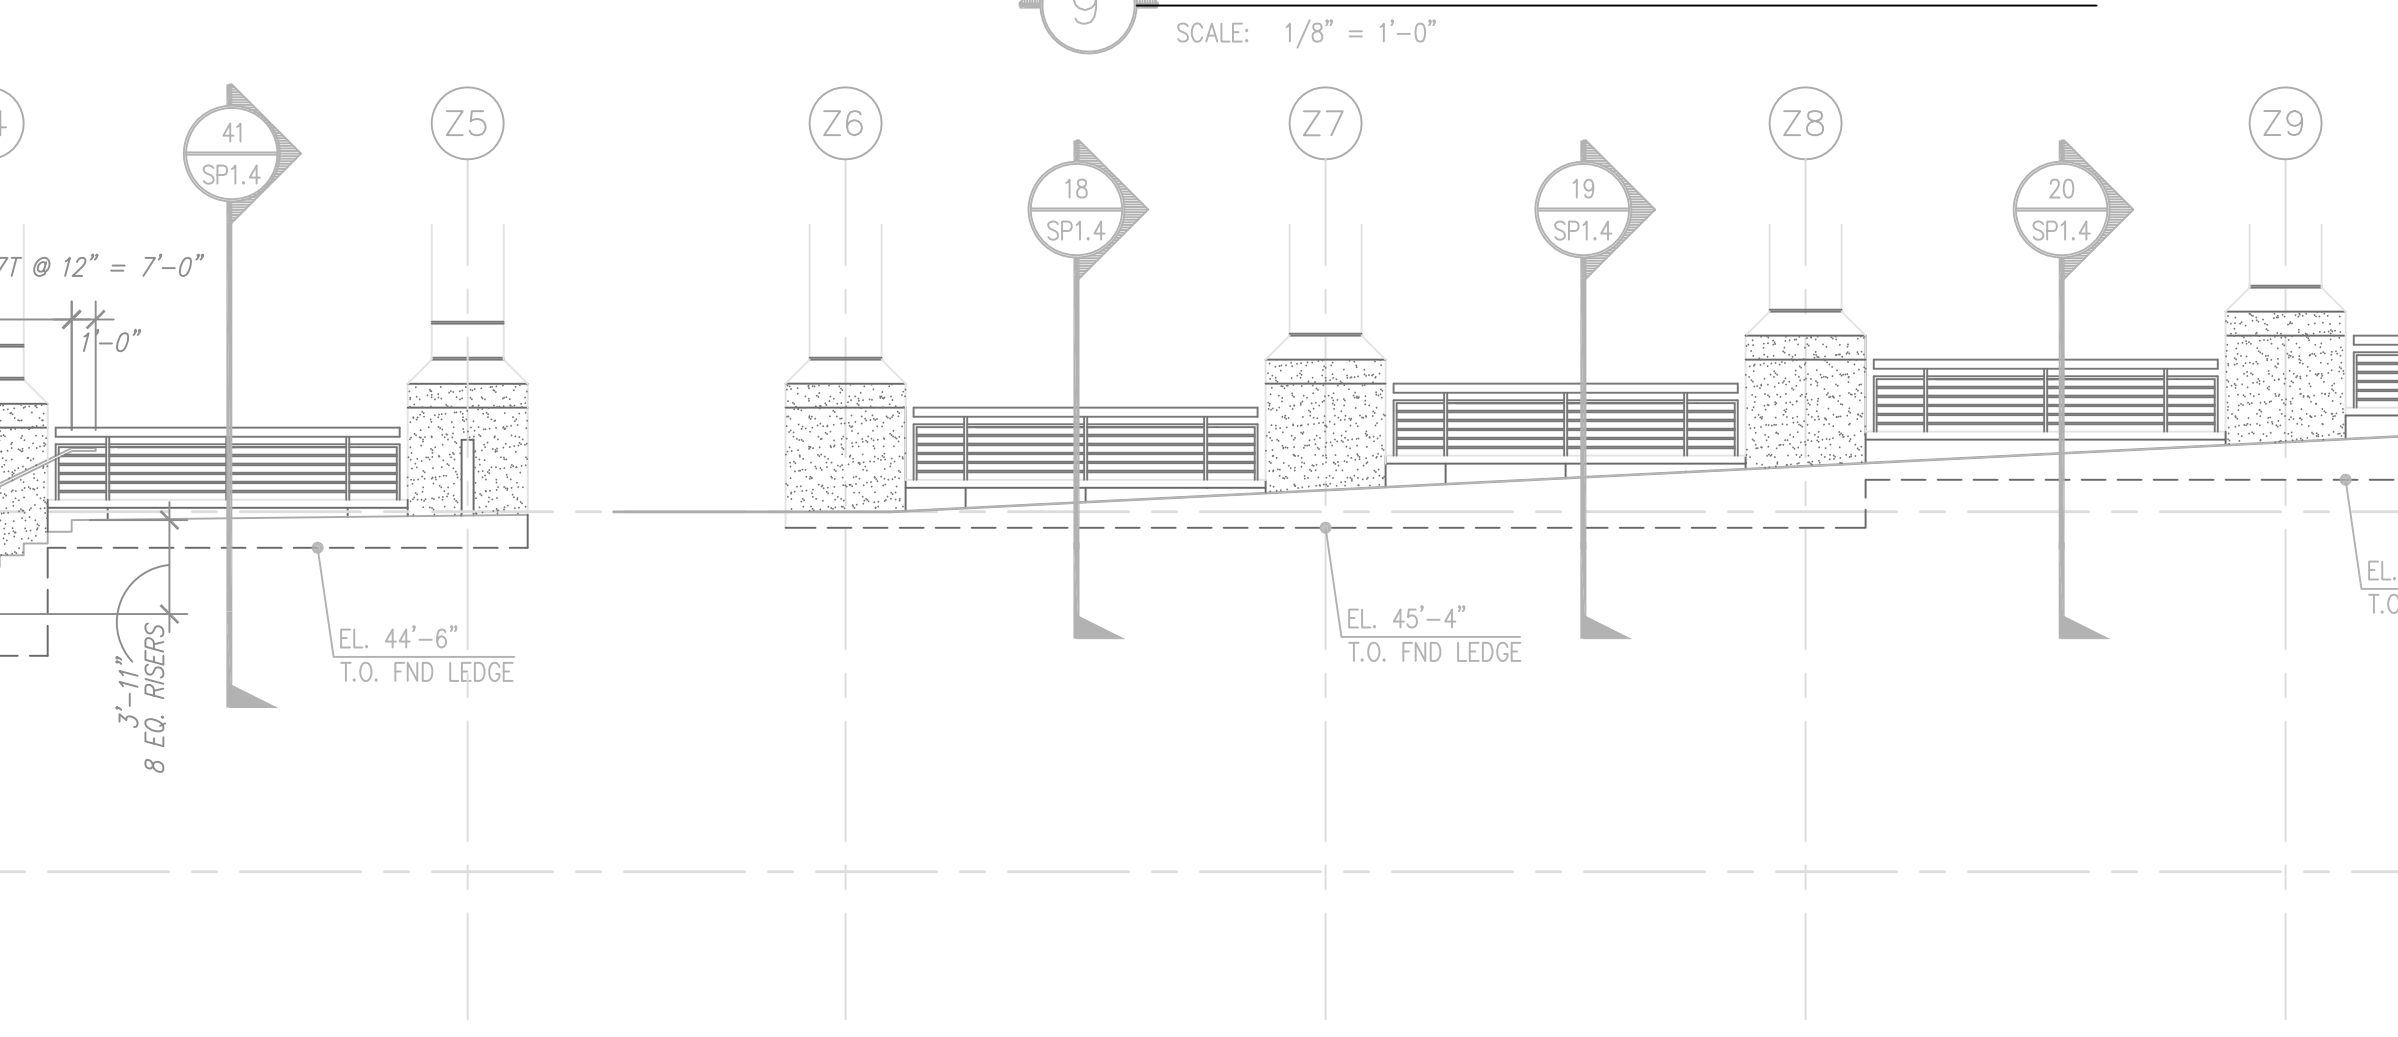 9
SCALE: 1/8" = 1'-0"
41
SP1.4
Z5
Z6
18
SP1.4
Z7
19
SP1.4
Z8
20
SP1.4
Z9
7T @ 12" = 7'-0"
1'-0"
EL. 44'-6"
T.O. FND LEDGE
3'-11"
8 EQ. RISERS
EL. 45'-4"
T.O. FND LEDGE
EL.